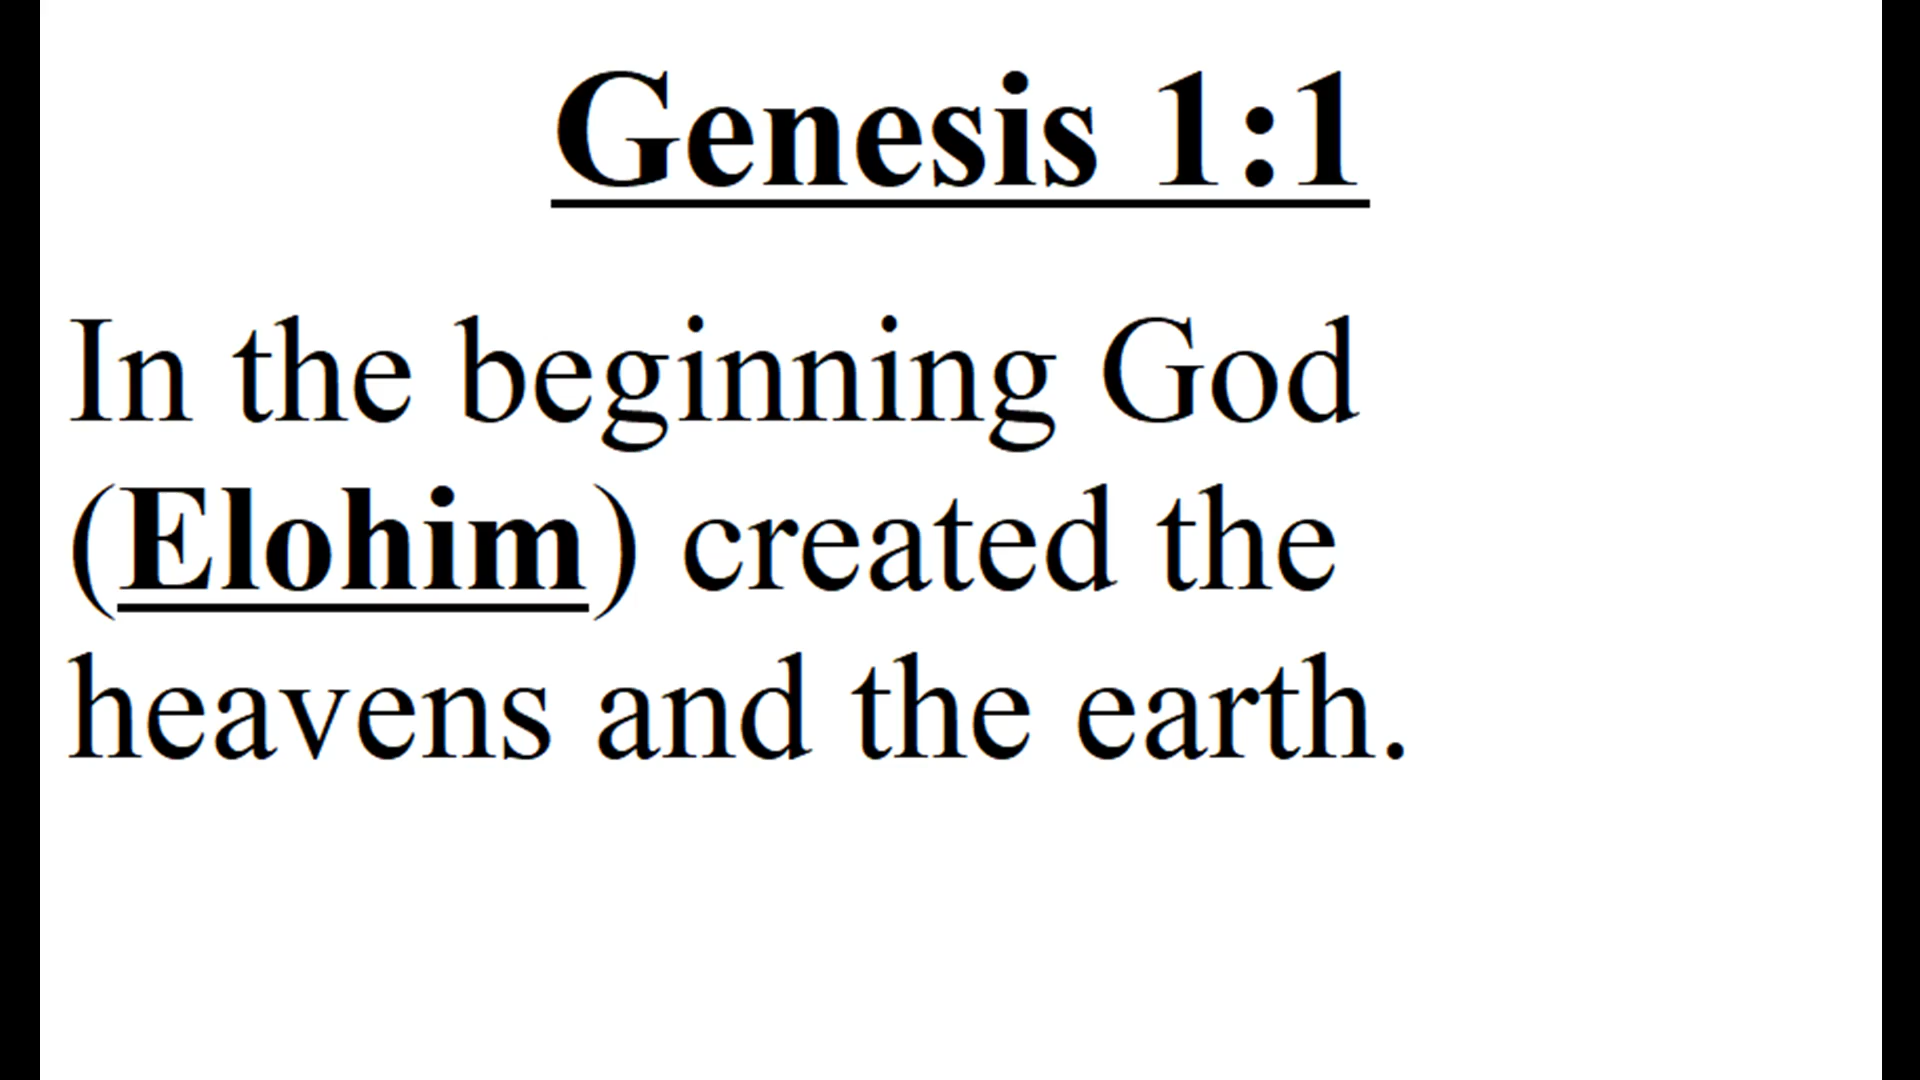 Genesis 1:1
In the beginning God
(Elohim) created the
heavens and the earth.